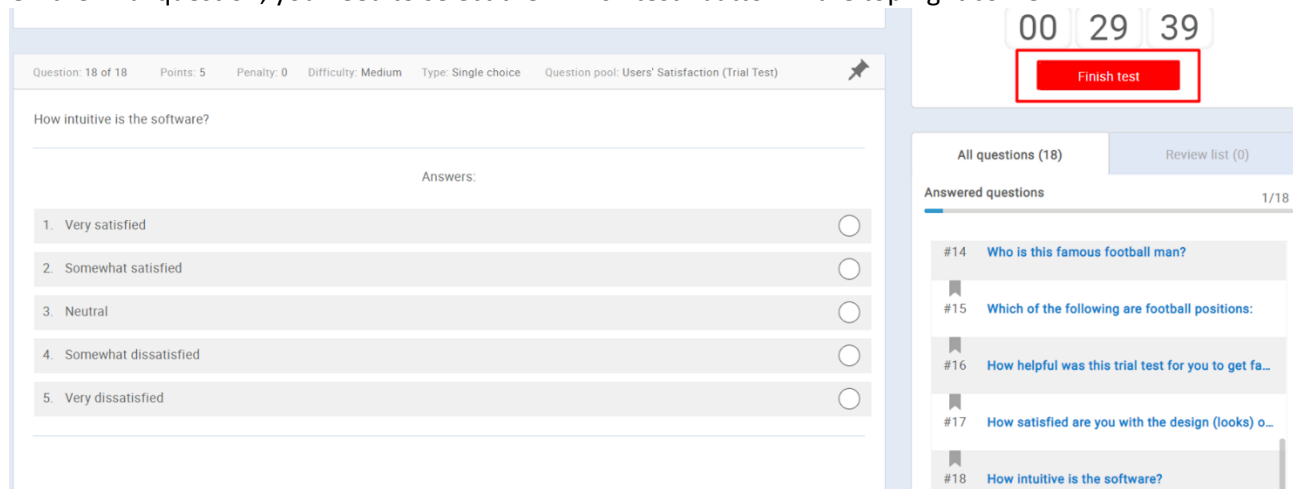 00 29 39
Finish test
Question: 18 of 18 Points: 5 Penalty: 0 Difficulty: Medium Type: Single choice Question pool: Users' Satisfaction (Trial Test)
How intuitive is the software?
Answers:
1. Very satisfied
2. Somewhat satisfied
3. Neutral
4. Somewhat dissatisfied
5. Very dissatisfied
All questions (18) Review list (0)
Answered questions 1/18
#14 Who is this famous football man?
#15 Which of the following are football positions:
#16 How helpful was this trial test for you to get fa...
#17 How satisfied are you with the design (looks) o...
#18 How intuitive is the software?